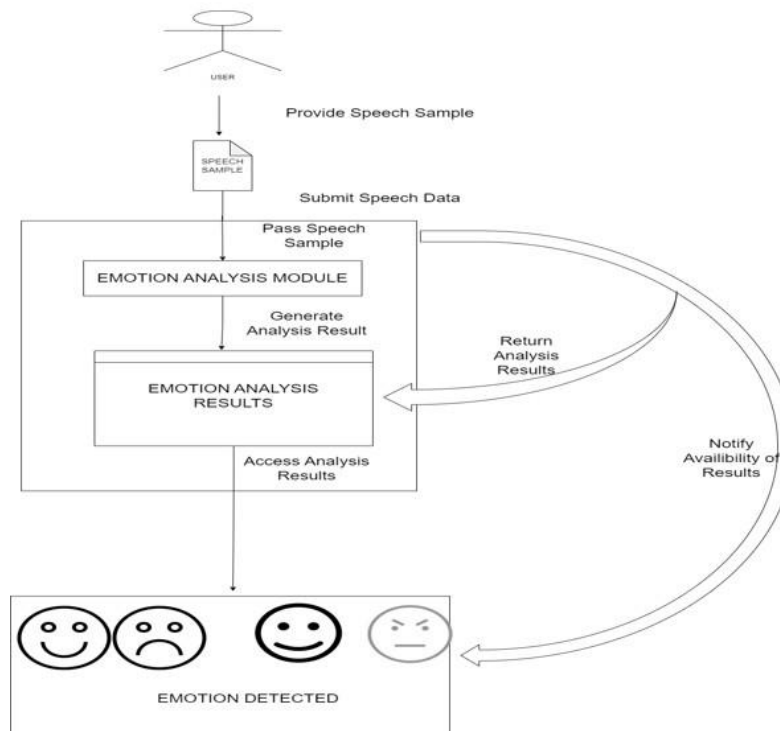 USER
Provide Speech Sample
SPEECH
SAMPLE
Submit Speech Data
Pass Speech
Sample
EMOTION ANALYSIS MODULE
Generate
Analysis Result
Return
Analysis
Results
EMOTION ANALYSIS
RESULTS
Notify
Availibility of
Results
Access Analysis
Results
EMOTION DETECTED